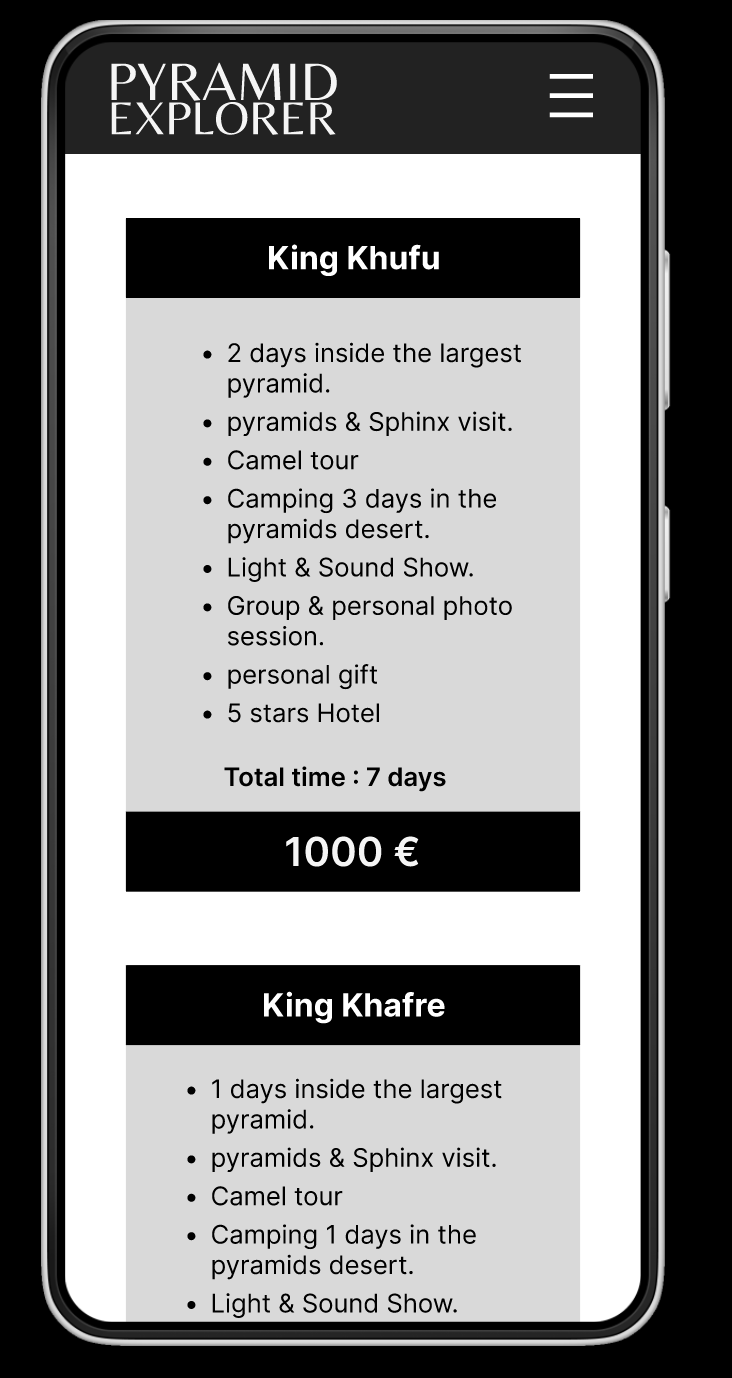 PYRAMID
EXPLORER
King Khufu
• 2 days inside the largest
pyramid.
• pyramids & Sphinx visit.
• Camel tour
• Camping 3 days in the
pyramids desert.
• Light & Sound Show.
• Group & personal photo
session.
• personal gift
• 5 stars Hotel
Total time : 7 days
1000 €
King Khafre
• 1 days inside the largest
pyramid.
• pyramids & Sphinx visit.
• Camel tour
• Camping 1 days in the
pyramids desert.
• Light & Sound Show.